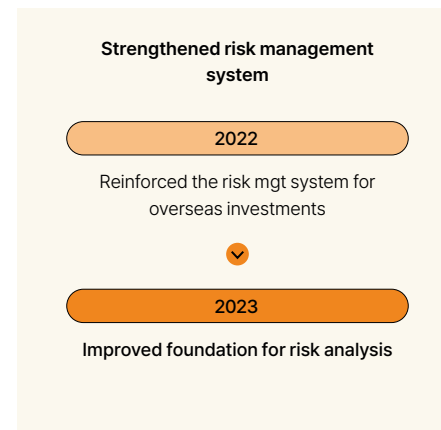 Strengthened risk management
system
2022
Reinforced the risk mgt system for
overseas investments
2023
Improved foundation for risk analysis